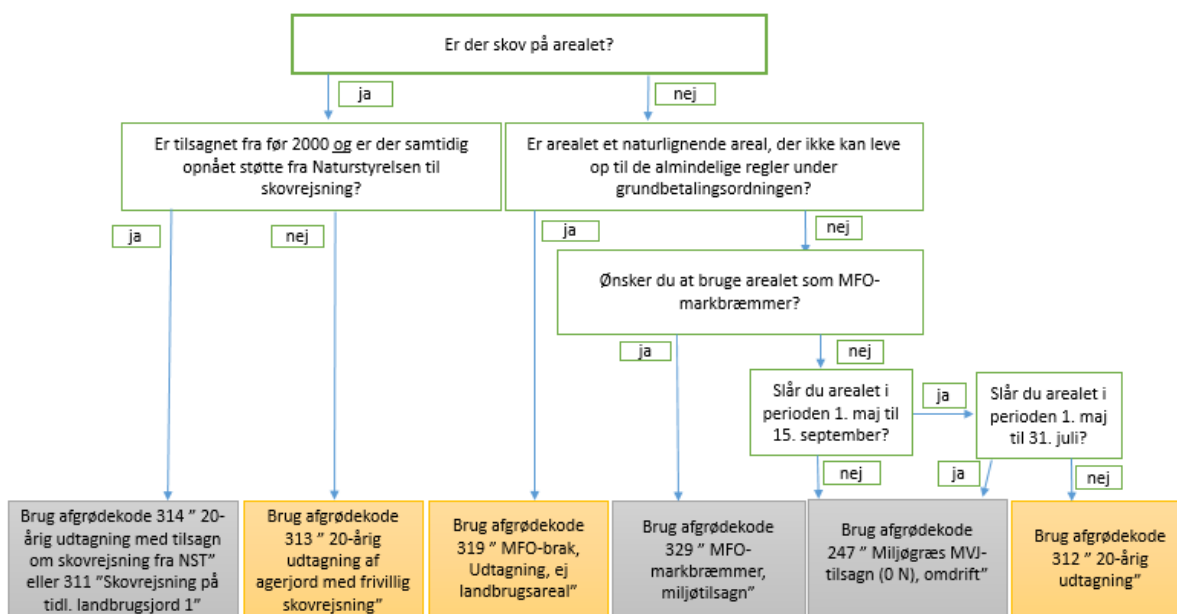 Er der skov på arealet?
ja
nej
Er tilsagnet fra før 2000 og er der samtidig
opnået støtte fra Naturstyrelsen til
skovrejsning?
Er arealet et naturlignende areal, der ikke kan leve
op til de almindelige regler under
grundbetalingsordningen?
ja
nej
ja
nej
Ønsker du at bruge arealet som MFO-
markbræmmer?
ja
nej
Slår du arealet i
perioden 1. maj til
15. september?
ja
Slår du arealet i
perioden 1. maj
til 31. juli?
nej
ja
nej
Brug afgrødekode 314 ” 20-
årig udtagning med tilsagn
om skovrejsning fra NST”
eller 311 ”Skovrejsning på
tidl. landbrugsjord 1”
Brug afgrødekode
313 ” 20-årig
udtagning af
agerjord med frivillig
skovrejsning”
Brug afgrødekode
319 ” MFO-brak,
Udtagning, ej
landbrugsareal”
Brug afgrødekode
329 ” MFO-
markbræmmer,
miljøtilsagn”
Brug afgrødekode
247 ” Miljøgræs MVJ-
tilsagn (0 N), omdrift”
Brug afgrødekode
312 ” 20-årig
udtagning”